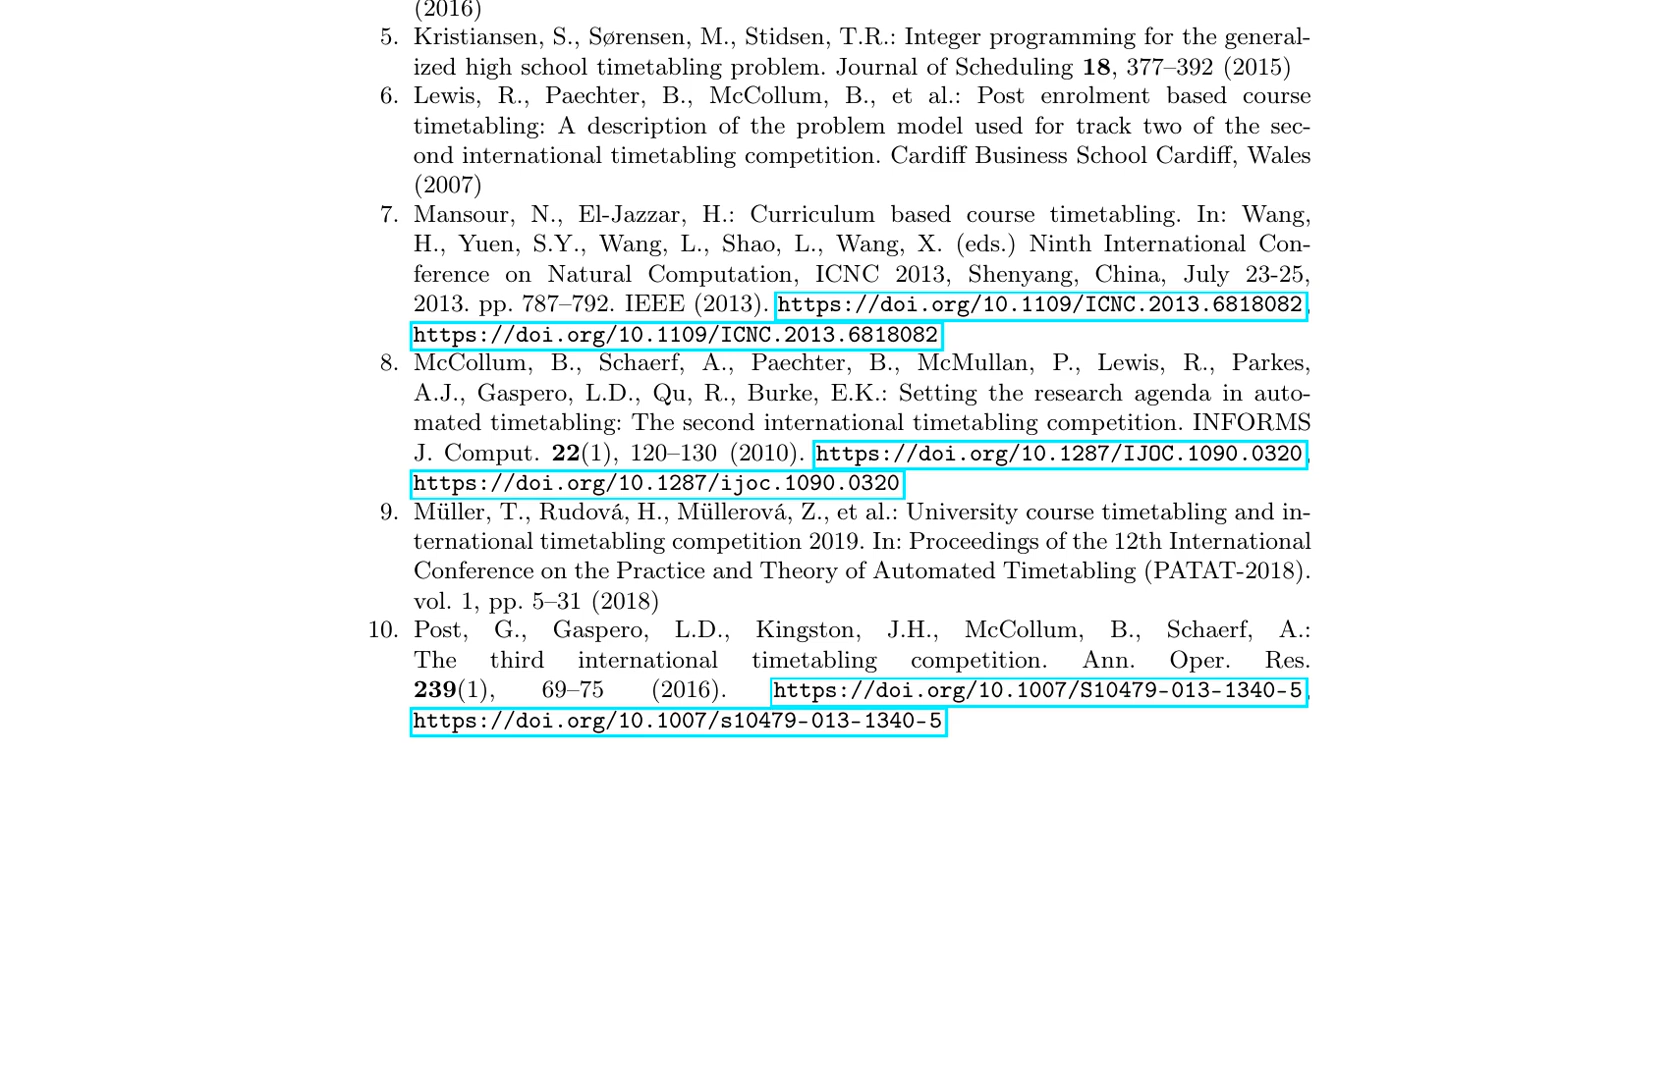 (2016)
5. Kristiansen, S., Sørensen, M., Stidsen, T.R.: Integer programming for the general-
ized high school timetabling problem. Journal of Scheduling 18, 377–392 (2015)
6. Lewis, R., Paechter, B., McCollum, B., et al.: Post enrolment based course
timetabling: A description of the problem model used for track two of the sec-
ond international timetabling competition. Cardiff Business School Cardiff, Wales
(2007)
7. Mansour, N., El-Jazzar, H.: Curriculum based course timetabling. In: Wang,
H., Yuen, S.Y., Wang, L., Shao, L., Wang, X. (eds.) Ninth International Con-
ference on Natural Computation, ICNC 2013, Shenyang, China, July 23-25,
2013. pp. 787–792. IEEE (2013). https://doi.org/10.1109/ICNC.2013.6818082,
https://doi.org/10.1109/ICNC.2013.6818082
8. McCollum, B., Schaerf, A., Paechter, B., McMullan, P., Lewis, R., Parkes,
A.J., Gaspero, L.D., Qu, R., Burke, E.K.: Setting the research agenda in auto-
mated timetabling: The second international timetabling competition. INFORMS
J. Comput. 22(1), 120–130 (2010). https://doi.org/10.1287/IJOC.1090.0320,
https://doi.org/10.1287/ijoc.1090.0320
9. Müller, T., Rudová, H., Müllerová, Z., et al.: University course timetabling and in-
ternational timetabling competition 2019. In: Proceedings of the 12th International
Conference on the Practice and Theory of Automated Timetabling (PATAT-2018).
vol. 1, pp. 5–31 (2018)
10. Post, G., Gaspero, L.D., Kingston, J.H., McCollum, B., Schaerf, A.:
The third international timetabling competition. Ann. Oper. Res.
239(1), 69–75 (2016). https://doi.org/10.1007/S10479-013-1340-5,
https://doi.org/10.1007/s10479-013-1340-5